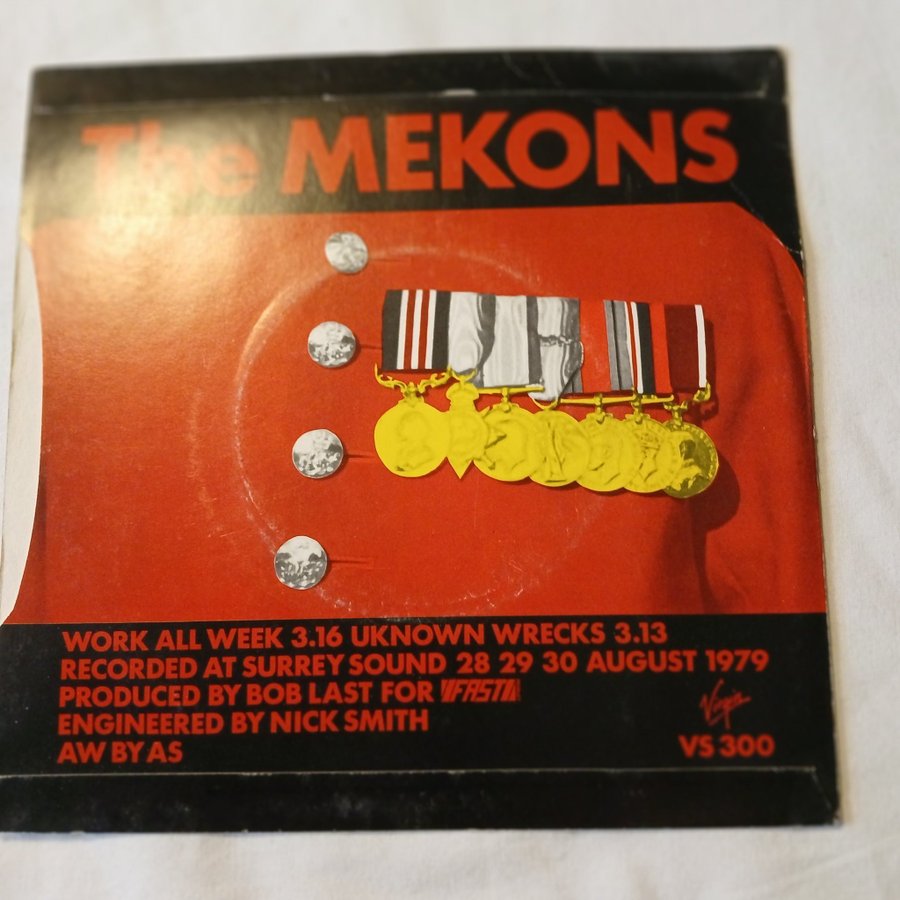 The MEKONS
WORK ALL WEEK 3.16 UKNOWN WRECKS 3.13
RECORDED AT SURREY SOUND 28 29 30 AUGUST 1979
PRODUCED BY BOB LAST FOR FAST
ENGINEERED BY NICK SMITH
AW BY AS
Virgin
VS 300